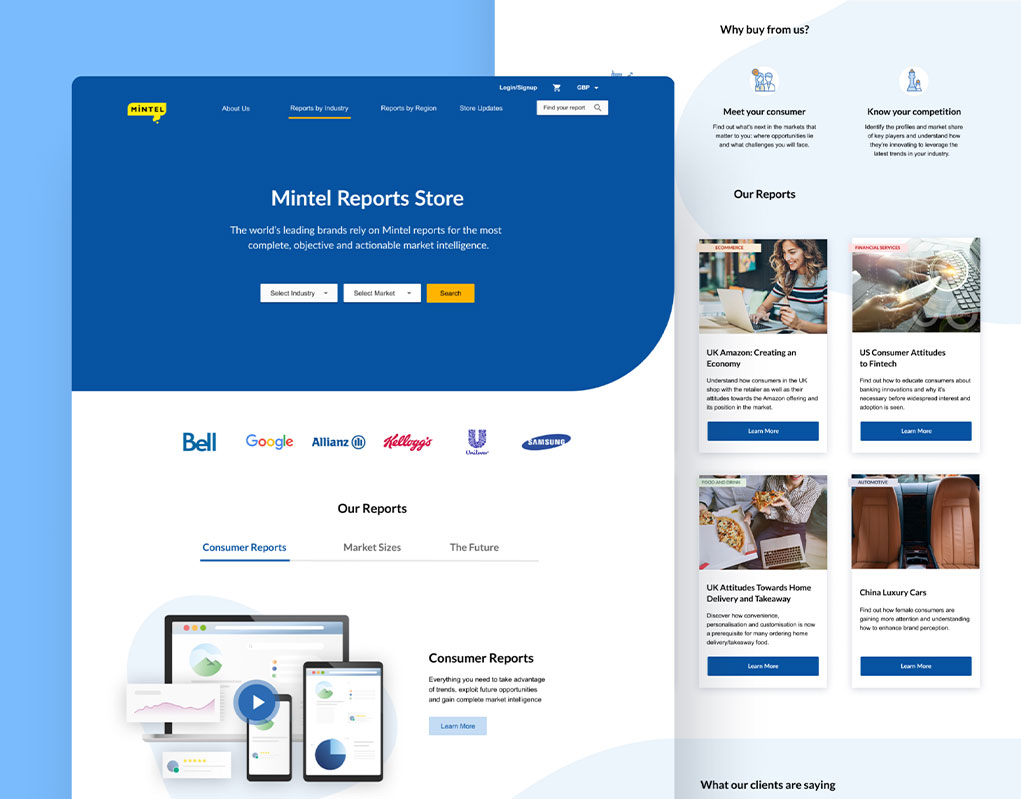 Login/Signup
GBP
MiNTEL
About Us
Reports by Industry
Reports by Region
Store Updates
Find your report
Mintel Reports Store
The world's leading brands rely on Mintel reports for the most
complete, objective and actionable market intelligence.
Select Industry
Select Market
Search
Bell
Google
Allianz
Kellogg's
Unilever
SAMSUNG
Our Reports
Consumer Reports
Market Sizes
The Future
Consumer Reports
Everything you need to take advantage
of trends, exploit future opportunities
and gain complete market intelligence
Learn More
Why buy from us?
Meet your consumer
Find out what's next in the markets that
matter to you: where opportunities lie
and what challenges you will face.
Know your competition
Identify the profiles and market share
of key players and understand how
they're innovating to leverage the
latest trends in your industry.
Our Reports
ECOMMERCE
UK Amazon: Creating an
Economy
Understand how consumers in the UK
shop with the retailer as well as their
attitudes towards the Amazon offering and
its position in the market.
Learn More
FINANCIAL SERVICES
US Consumer Attitudes
to Fintech
Find out how to educate consumers about
banking innovations and why it's
necessary before widespread interest and
adoption is seen.
Learn More
FOOD AND DRINK
UK Attitudes Towards Home
Delivery and Takeaway
Discover how convenience,
personalisation and customisation is now
a prerequisite for many ordering home
delivery/takeaway food.
Learn More
AUTOMOTIVE
China Luxury Cars
Find out how female consumers are
gaining more attention and understanding
how to enhance brand perception.
Learn More
What our clients are saying